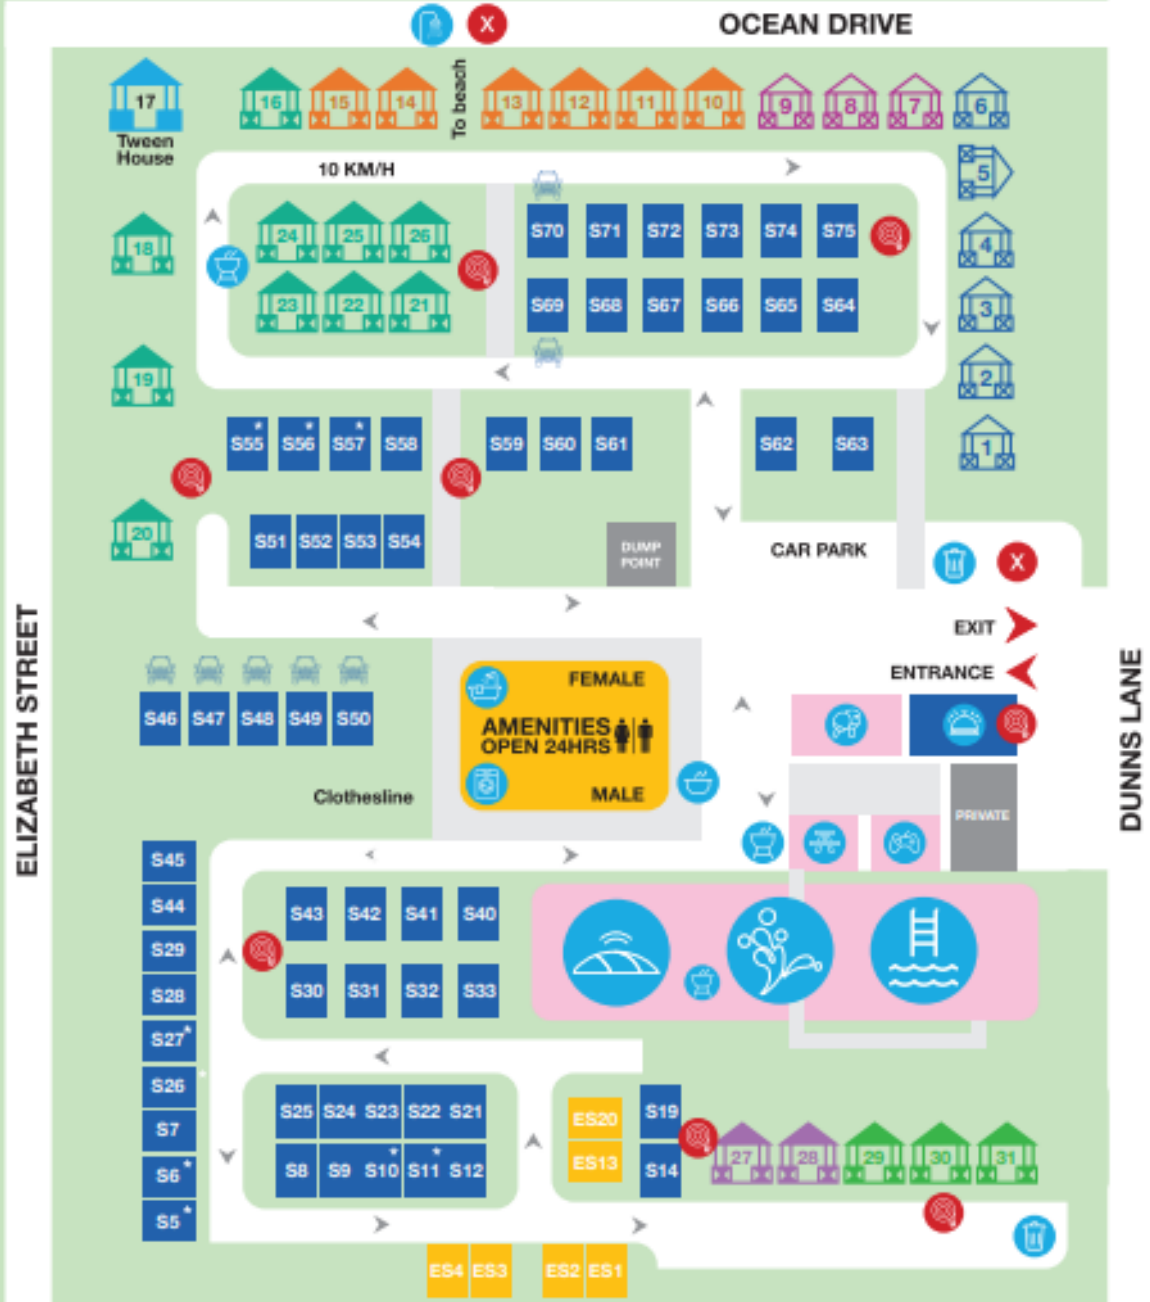 X
OCEAN DRIVE
17
Tween
House
16
15
14
To beach
13
12
11
10
9
8
7
6
10 KM/H
5
18
24
25
26
S70
S71
S72
S73
S74
S75
4
23
22
21
S69
S68
S67
S66
S65
S64
3
19
2
S55*
S56*
S57*
S58
S59
S60
S61
S62
S63
1
20
S51
S52
S53
S54
DUMP
POINT
CAR PARK
X
EXIT
ENTRANCE
ELIZABETH STREET
DUNNS LANE
S46
S47
S48
S49
S50
FEMALE
AMENITIES
OPEN 24HRS
MALE
Clothesline
PRIVATE
S45
S44
S29
S28
S27*
S26*
S7
S6*
S5*
S43
S42
S41
S40
S30
S31
S32
S33
S25
S24
S23
S22
S21
S8
S9
S10*
S11*
S12
ES20
ES13
S19
S14
27
28
29
30
31
ES4
ES3
ES2
ES1